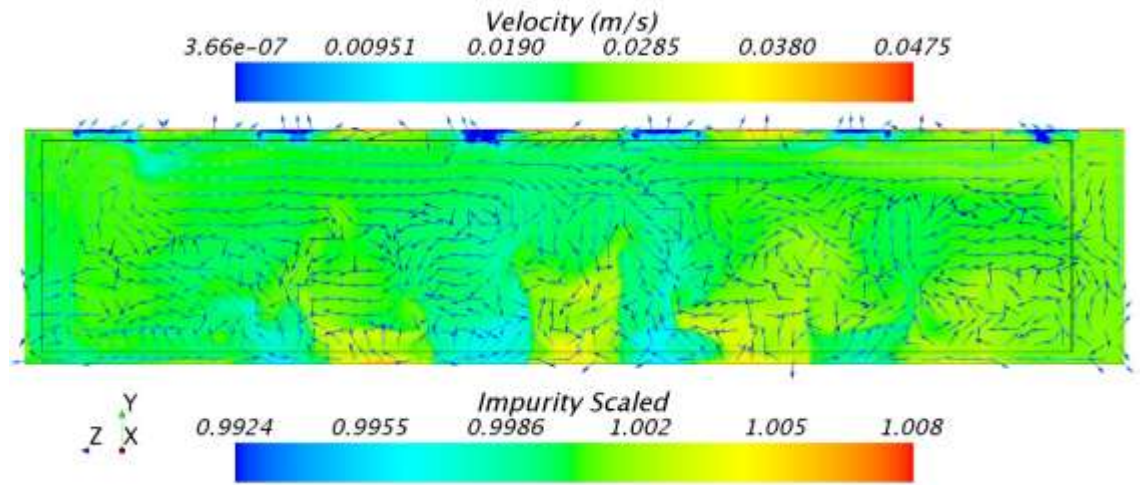 Velocity (m/s)
3.66e-07 0.00951 0.0190 0.0285 0.0380 0.0475
Impurity Scaled
0.9924 0.9955 0.9986 1.002 1.005 1.008
Y
Z X